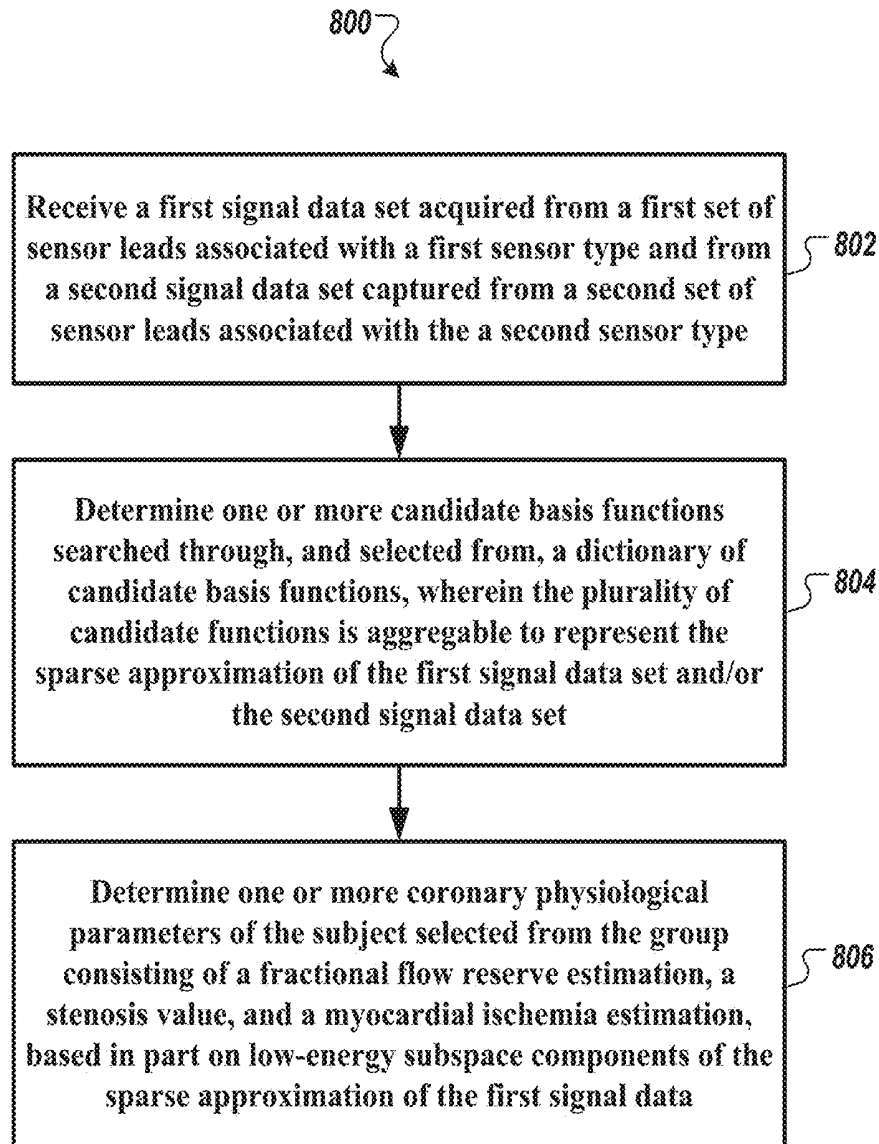 800
Receive a first signal data set acquired from a first set of
sensor leads associated with a first sensor type and from
a second signal data set captured from a second set of
sensor leads associated with the a second sensor type
802
Determine one or more candidate basis functions
searched through, and selected from, a dictionary of
candidate basis functions, wherein the plurality of
candidate functions is aggregable to represent the
sparse approximation of the first signal data set and/or
the second signal data set
804
Determine one or more coronary physiological
parameters of the subject selected from the group
consisting of a fractional flow reserve estimation, a
stenosis value, and a myocardial ischemia estimation,
based in part on low-energy subspace components of the
sparse approximation of the first signal data
806